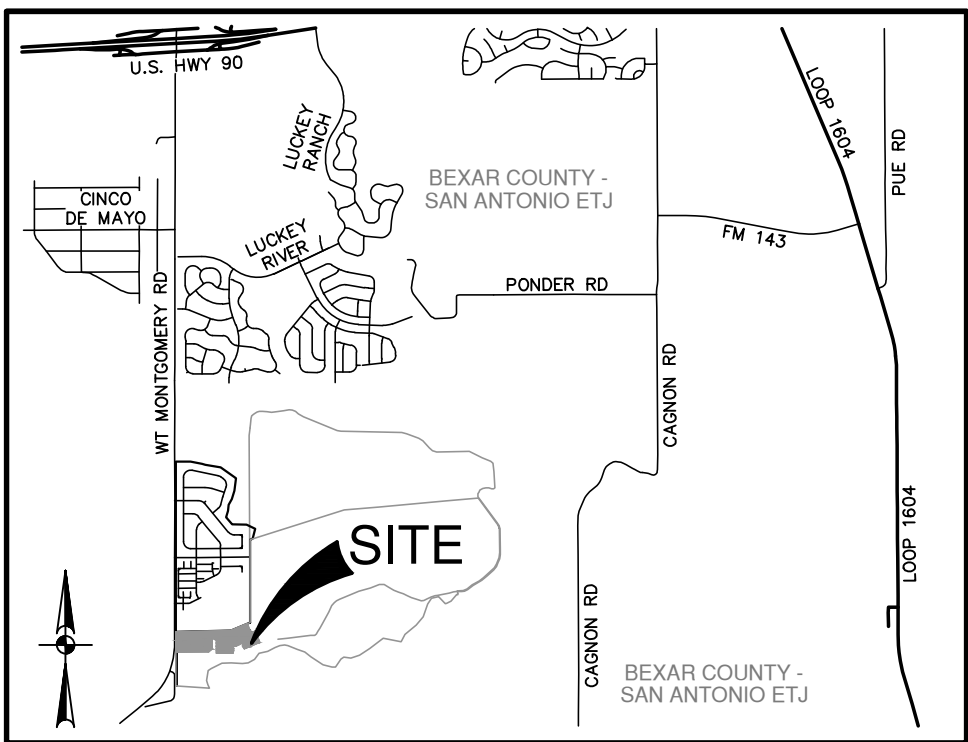 U.S. HWY 90
LOOP 1604
PUE RD
LUCKEY
RANCH
BEXAR COUNTY -
SAN ANTONIO ETJ
CINCO
DE MAYO
LUCKEY
RIVER
FM 143
PONDER RD
WT MONTGOMERY RD
CAGNON RD
SITE
LOOP 1604
CAGNON RD
BEXAR COUNTY -
SAN ANTONIO ETJ